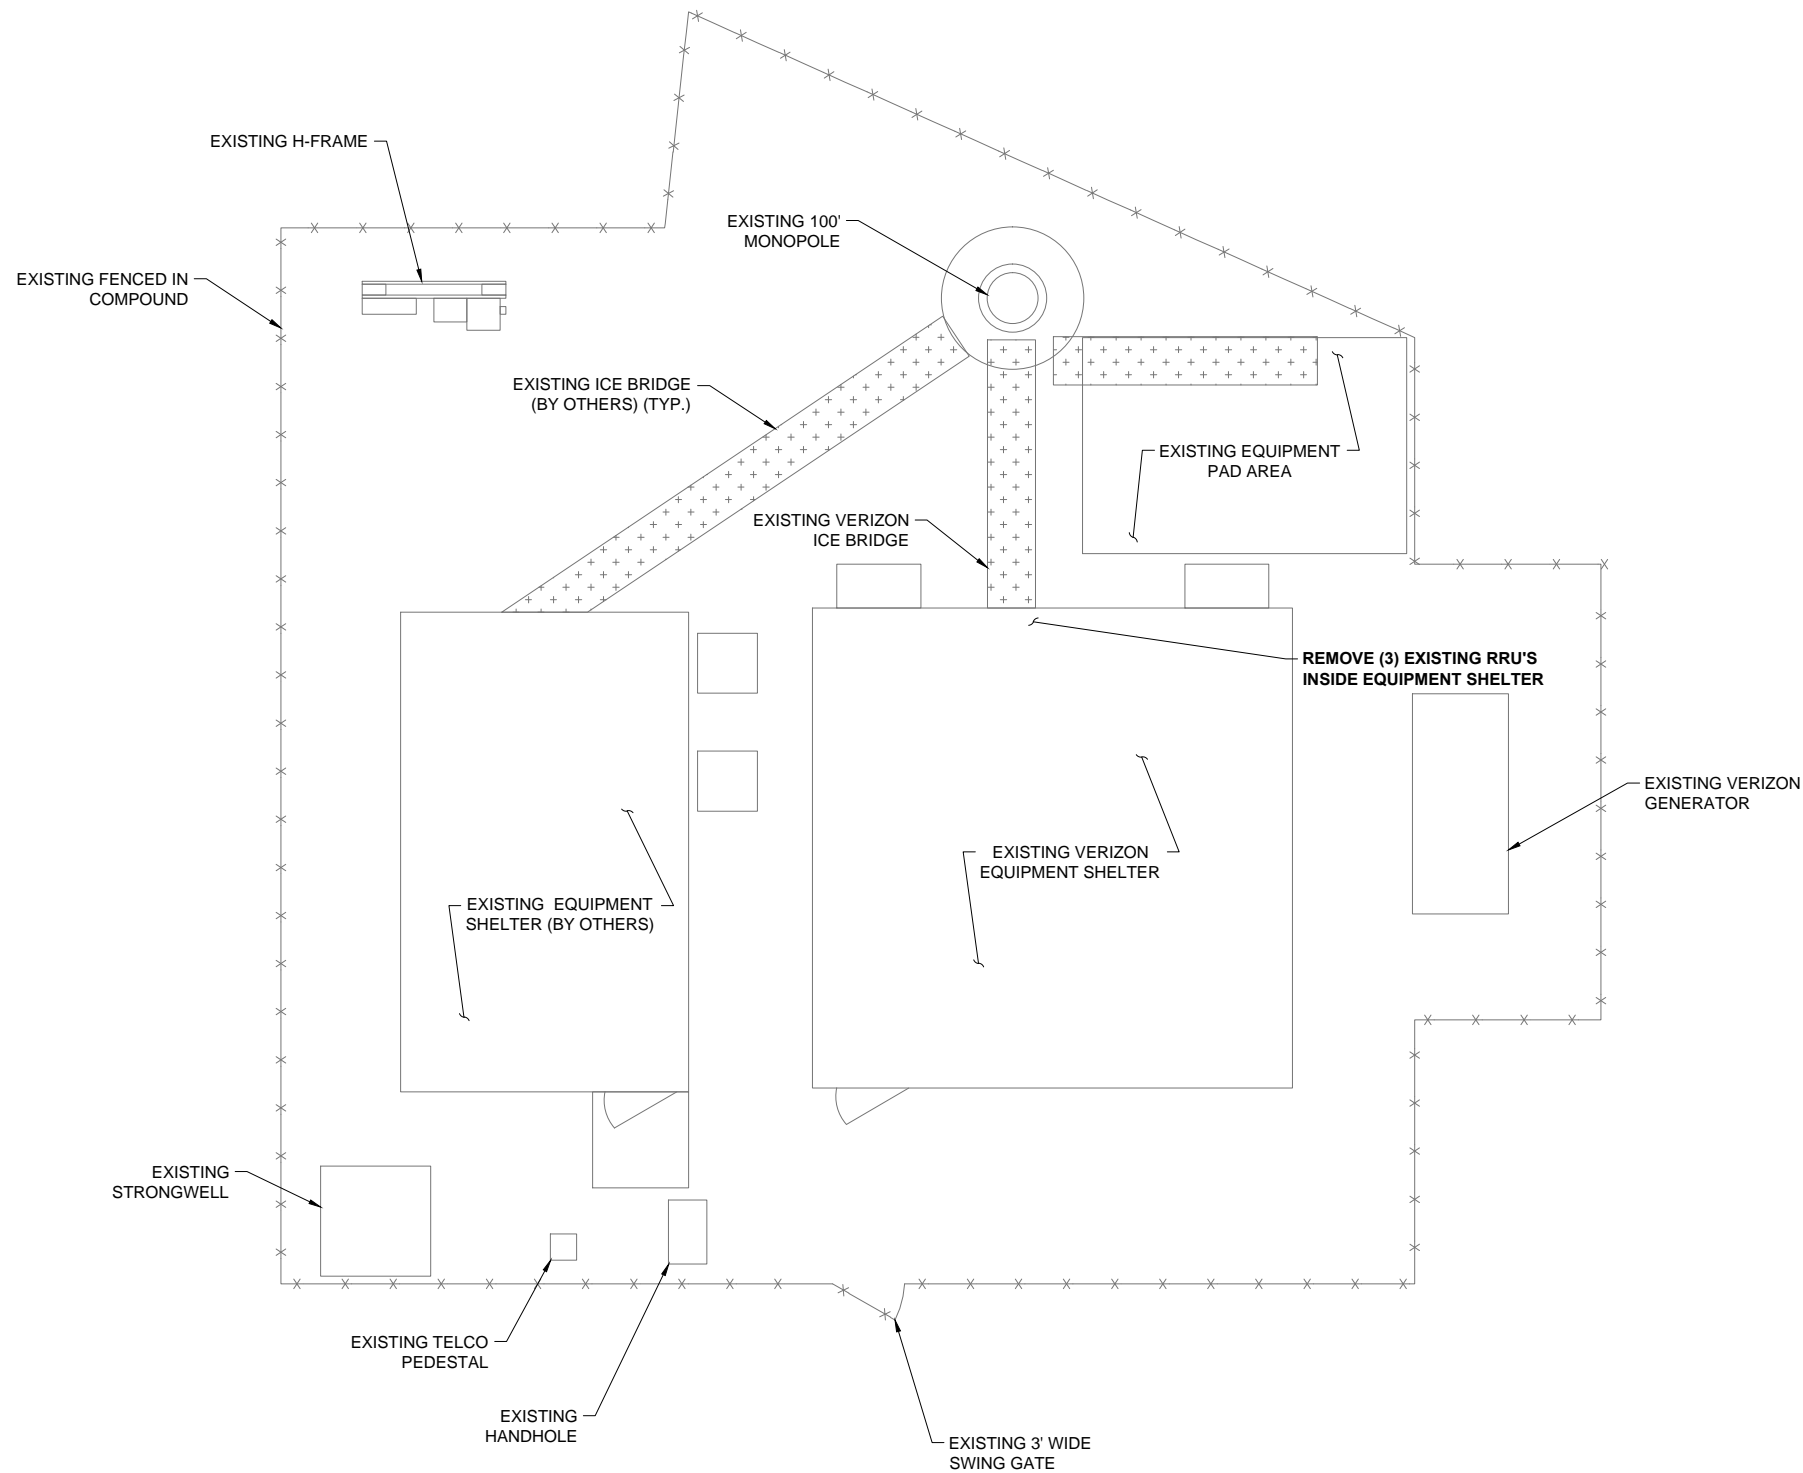 EXISTING H-FRAME
EXISTING 100'
MONOPOLE
EXISTING FENCED IN
COMPOUND
EXISTING ICE BRIDGE
(BY OTHERS) (TYP.)
EXISTING EQUIPMENT
PAD AREA
EXISTING VERIZON
ICE BRIDGE
REMOVE (3) EXISTING RRU'S
INSIDE EQUIPMENT SHELTER
EXISTING VERIZON
GENERATOR
EXISTING VERIZON
EQUIPMENT SHELTER
EXISTING EQUIPMENT
SHELTER (BY OTHERS)
EXISTING
STRONGWELL
EXISTING TELCO
PEDESTAL
EXISTING
HANDHOLE
EXISTING 3' WIDE
SWING GATE